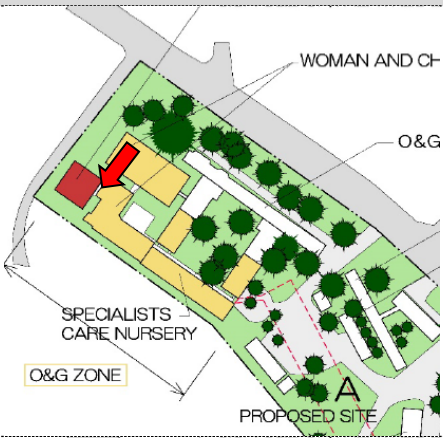 WOMAN AND CH
O&G
SPECIALISTS
CARE NURSERY
O&G ZONE
A
PROPOSED SITE